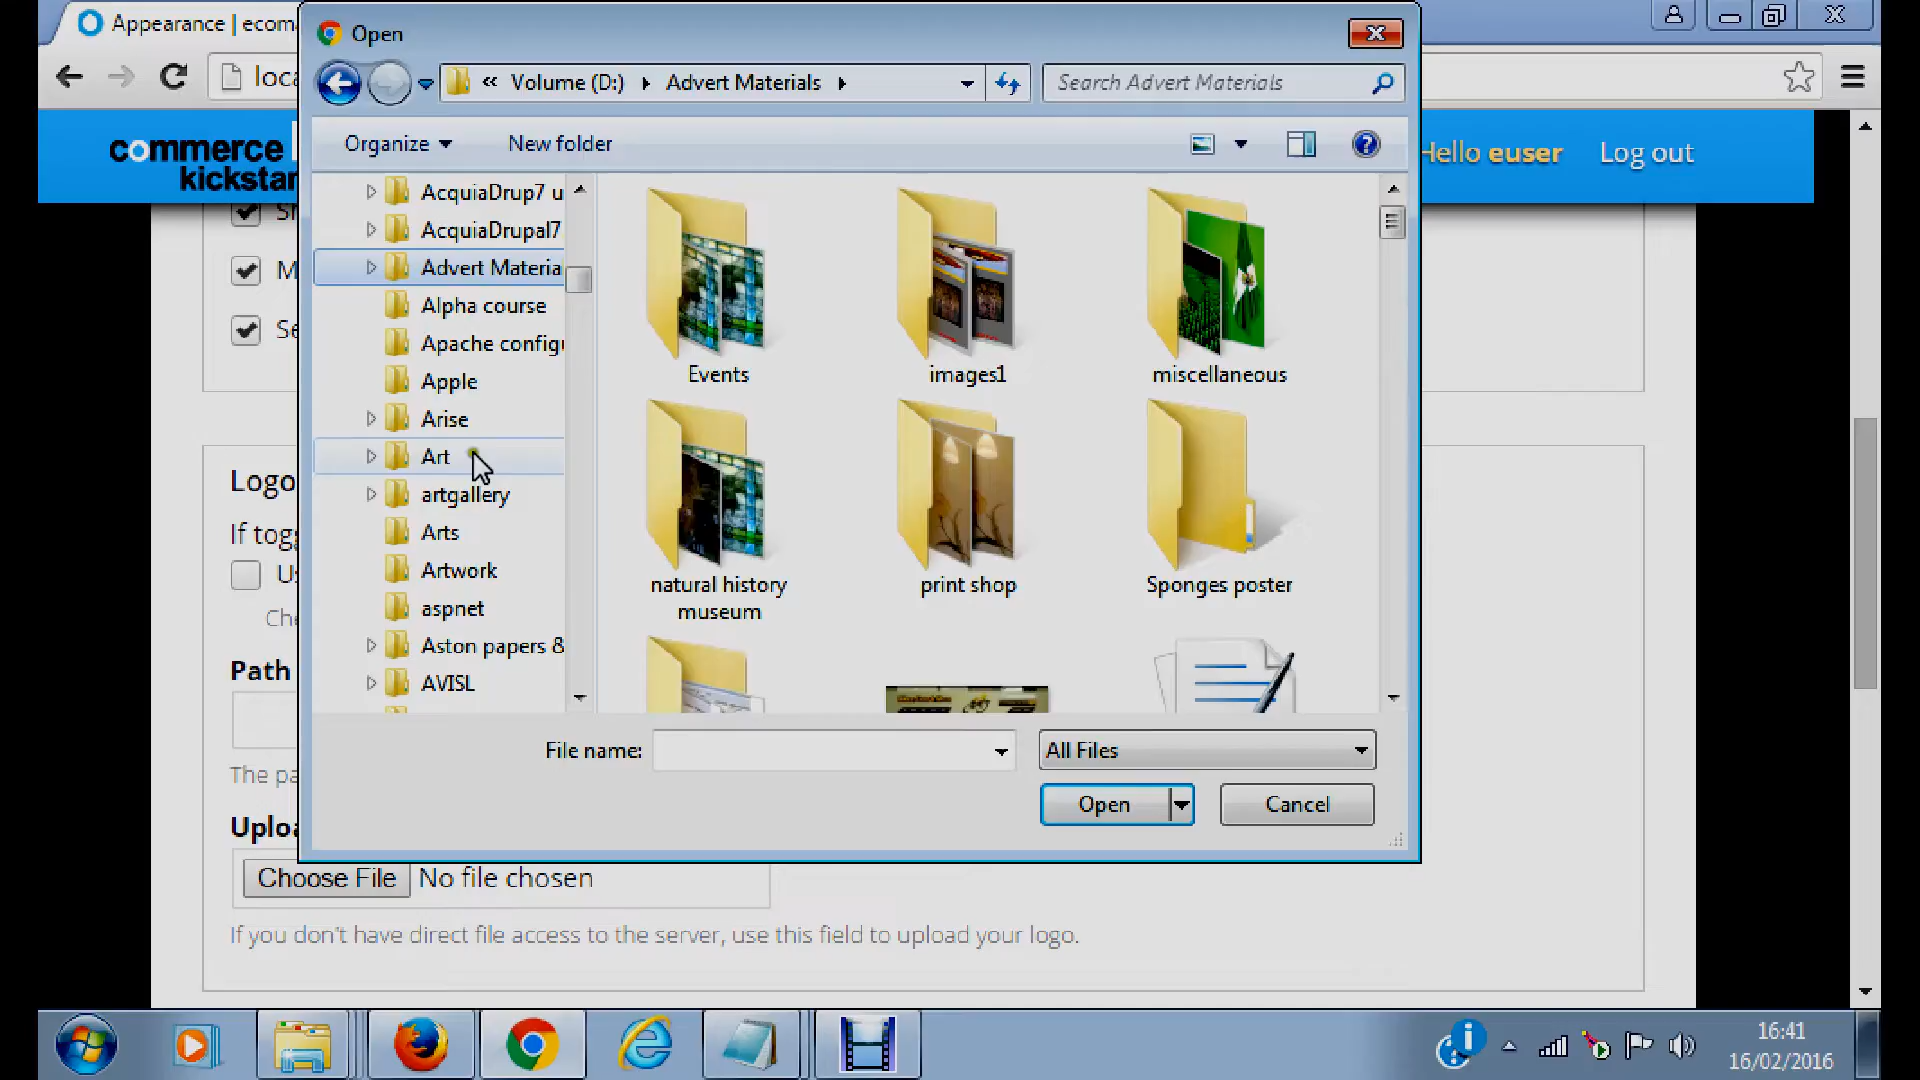 Appearance | ecom
Open
loca
« Volume (D:) Advert Materials
Search Advert Materials
commerce
kickstar
Hello euser Log out
Organize New folder
AcquiaDrup7 u
AcquiaDrupal7
Advert Materia
Alpha course
Apache config
Apple
Arise
Art
artgallery
Arts
Artwork
aspnet
Aston papers &
AVISL
Events
images1
miscellaneous
natural history
museum
print shop
Sponges poster
File name:
All Files
Open
Cancel
Logo
If togg
Path
The pa
Uploa
Choose File No file chosen
If you don't have direct file access to the server, use this field to upload your logo.
16:41
16/02/2016